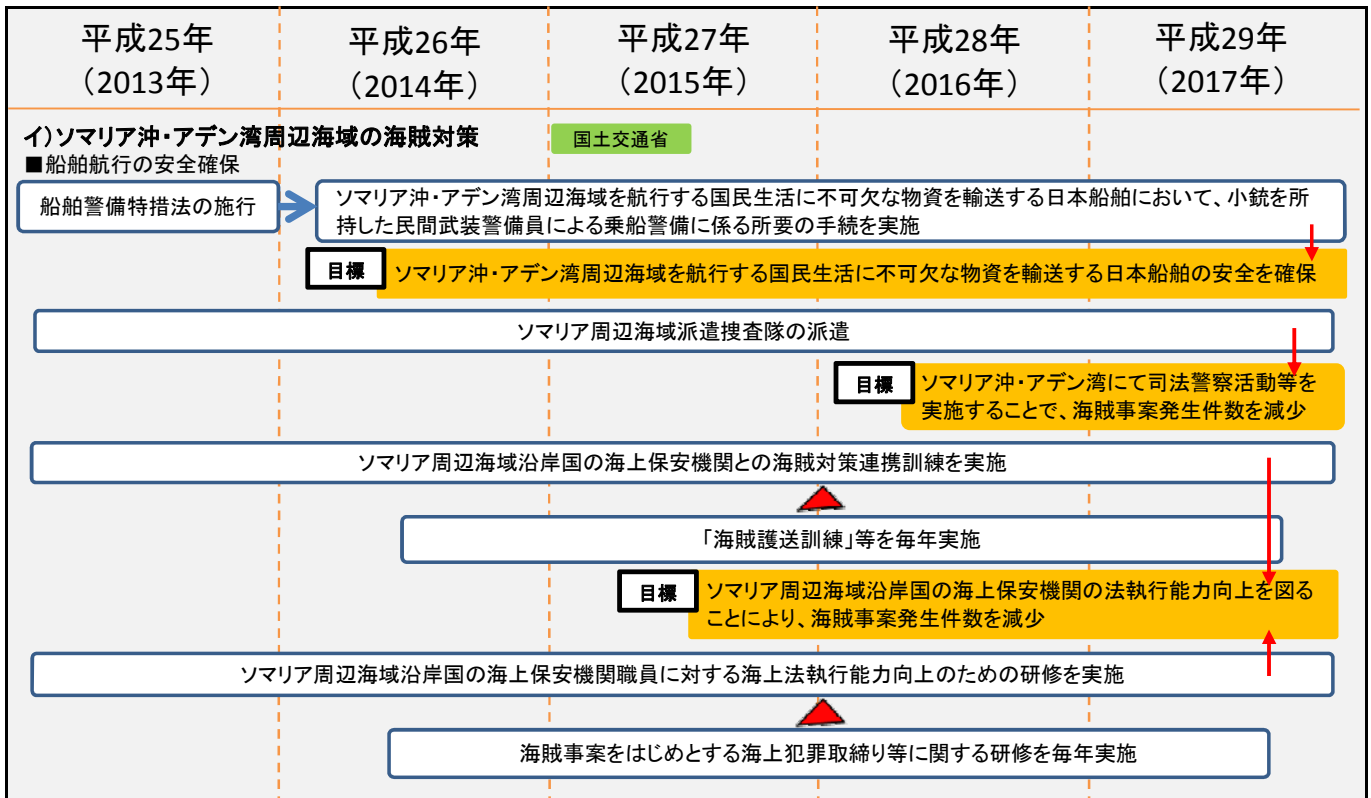 平成25年
(2013年)
平成26年
(2014年)
平成27年
(2015年)
平成28年
(2016年)
平成29年
(2017年)
イ)ソマリア沖・アデン湾周辺海域の海賊対策
国土交通省
■船舶航行の安全確保
船舶警備特措法の施行
ソマリア沖・アデン湾周辺海域を航行する国民生活に不可欠な物資を輸送する日本船舶において、小銃を所
持した民間武装警備員による乗船警備に係る所要の手続を実施
目標
ソマリア沖・アデン湾周辺海域を航行する国民生活に不可欠な物資を輸送する日本船舶の安全を確保
ソマリア周辺海域派遣捜査隊の派遣
目標
ソマリア沖・アデン湾にて司法警察活動等を
実施することで、海賊事案発生件数を減少
ソマリア周辺海域沿岸国の海上保安機関との海賊対策連携訓練を実施
「海賊護送訓練」等を毎年実施
目標
ソマリア周辺海域沿岸国の海上保安機関の法執行能力向上を図る
ことにより、海賊事案発生件数を減少
ソマリア周辺海域沿岸国の海上保安機関職員に対する海上法執行能力向上のための研修を実施
海賊事案をはじめとする海上犯罪取締り等に関する研修を毎年実施